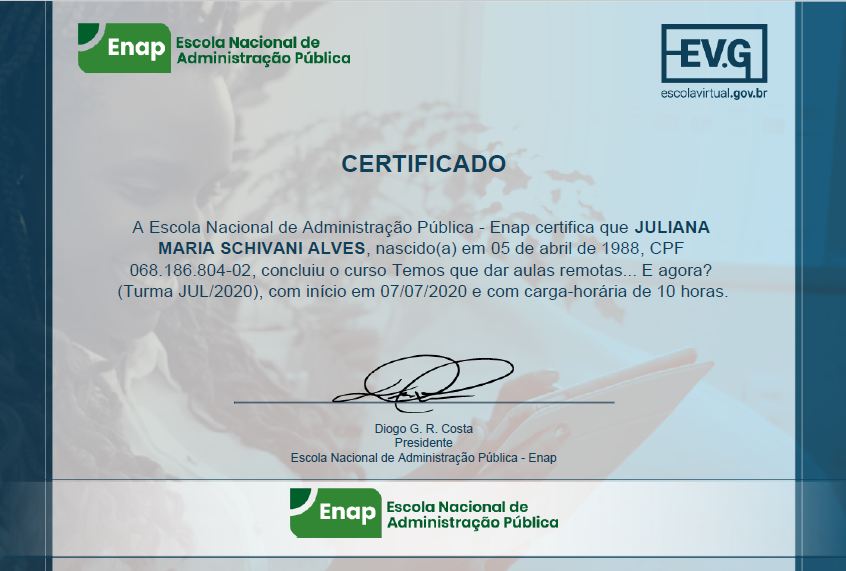 Enap Escola Nacional de
Administração Pública
EV.G
escolavirtual.gov.br
CERTIFICADO
A Escola Nacional de Administração Pública - Enap certifica que JULIANA
MARIA SCHIVANI ALVES, nascido(a) em 05 de abril de 1988, CPF
068.186.804-02, concluiu o curso Temos que dar aulas remotas... E agora?
(Turma JUL/2020), com início em 07/07/2020 e com carga-horária de 10 horas.
Diogo G. R. Costa
Presidente
Escola Nacional de Administração Pública - Enap
Enap Escola Nacional de
Administração Pública